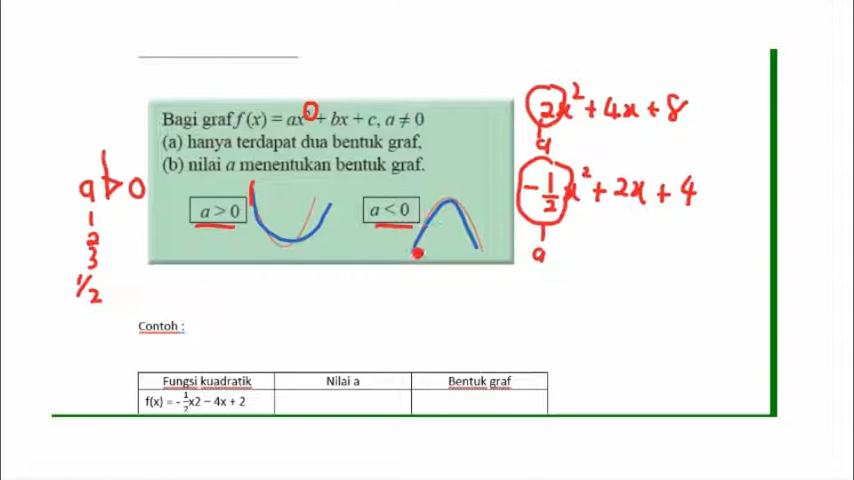 Bagi graf f(x) = ax² + bx + c, a ≠ 0
(a) hanya terdapat dua bentuk graf,
(b) nilai a menentukan bentuk graf.
a > 0
a < 0
a > 0
1
2
3
1/2
2x² + 4x + 8
a
-1/2 x² + 2x + 4
a
Contoh :
Fungsi kuadratik
Nilai a
Bentuk graf
f(x) = -1/2x2 – 4x + 2